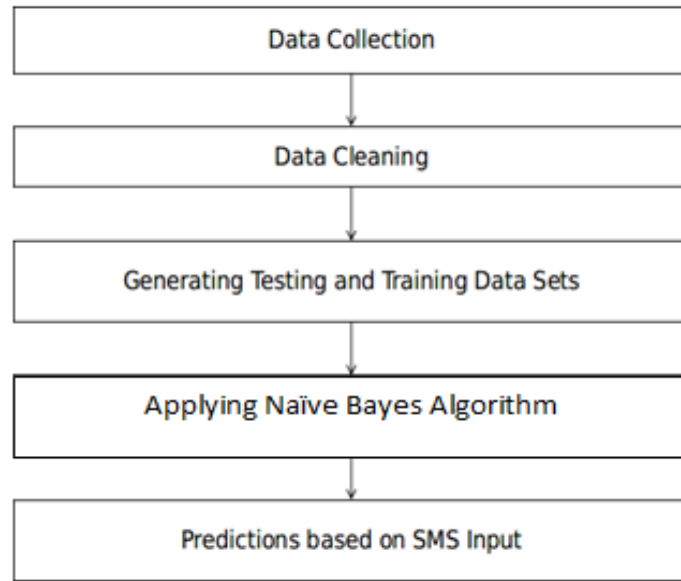 Data Collection
Data Cleaning
Generating Testing and Training Data Sets
Applying Naïve Bayes Algorithm
Predictions based on SMS Input